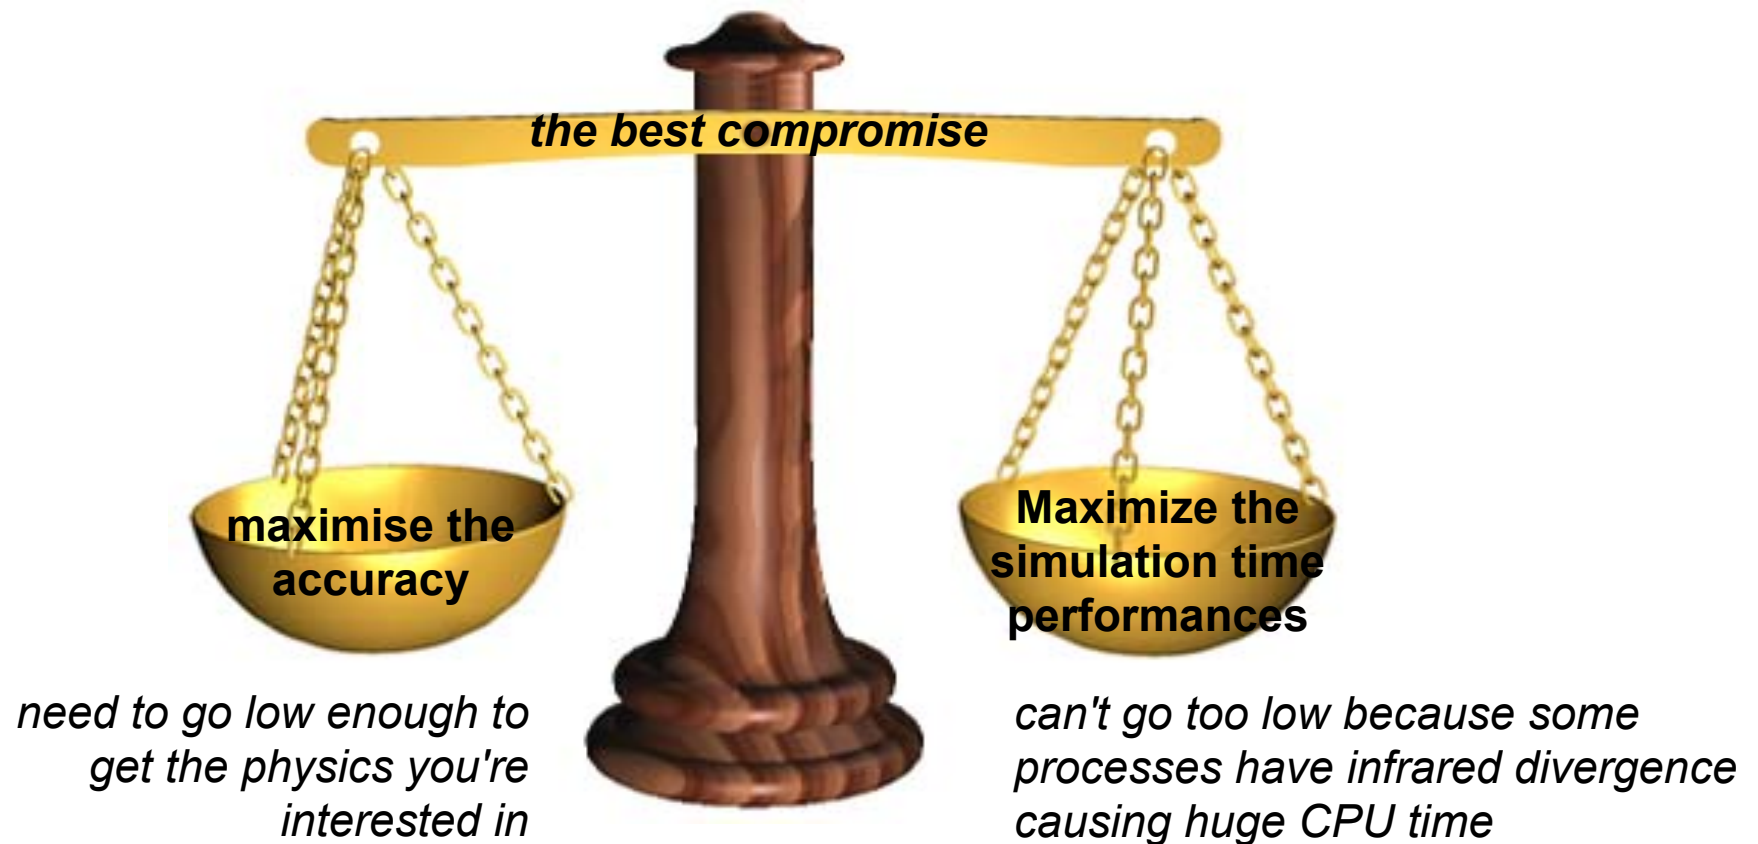 the best compromise
maximise the
accuracy
Maximize the
simulation time
performances
need to go low enough to
get the physics you're
interested in
can't go too low because some
processes have infrared divergence
causing huge CPU time